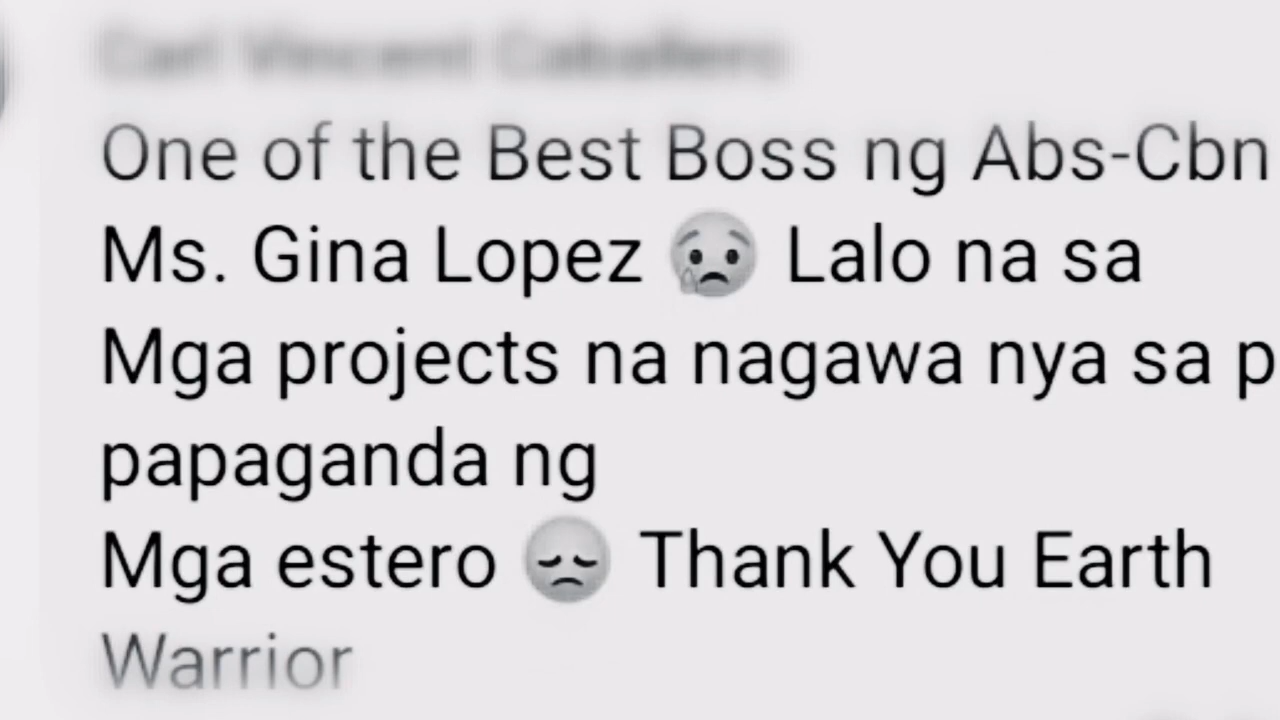 One of the Best Boss ng Abs-Cbn
Ms. Gina Lopez 😢 Lalo na sa
Mga projects na nagawa nya sa p
papaganda ng
Mga estero 😞 Thank You Earth
Warrior